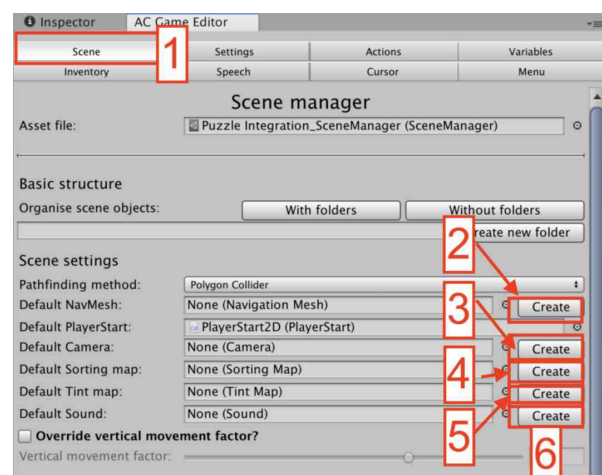 Inspector AC Game Editor
1
Scene Settings Actions Variables
Inventory Speech Cursor Menu
Scene manager
Asset file: Puzzle Integration_SceneManager (SceneManager)
Basic structure
Organise scene objects: With folders Without folders
2 reate new folder
Scene settings
Pathfinding method: Polygon Collider
Default NavMesh: None (Navigation Mesh) Create
3
Default PlayerStart: PlayerStart2D (PlayerStart)
Default Camera: None (Camera) Create
Default Sorting map: None (Sorting Map) 4 Create
Default Tint map: None (Tint Map) Create
Default Sound: None (Sound) 5 Create
Override vertical movement factor? 6
Vertical movement factor: